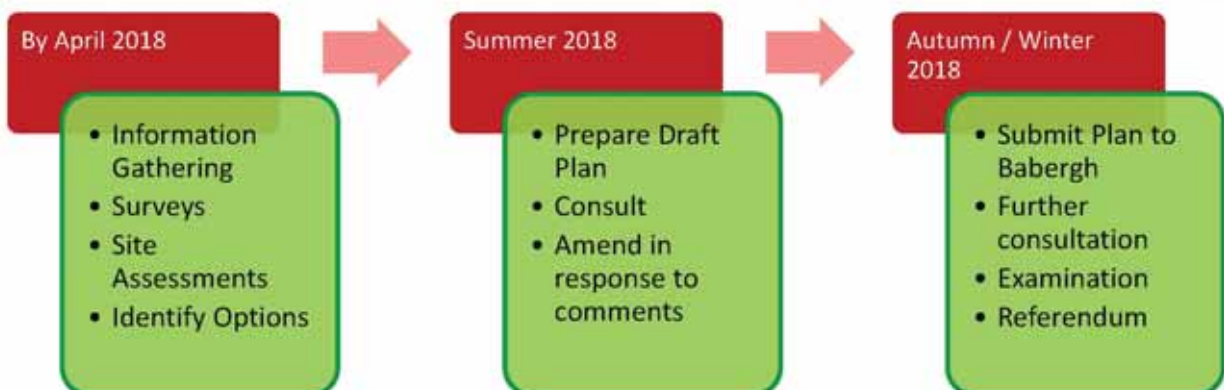 By April 2018
• Information
Gathering
• Surveys
• Site
Assessments
• Identify Options
Summer 2018
• Prepare Draft
Plan
• Consult
• Amend in
response to
comments
Autumn / Winter
2018
• Submit Plan to
Babergh
• Further
consultation
• Examination
• Referendum